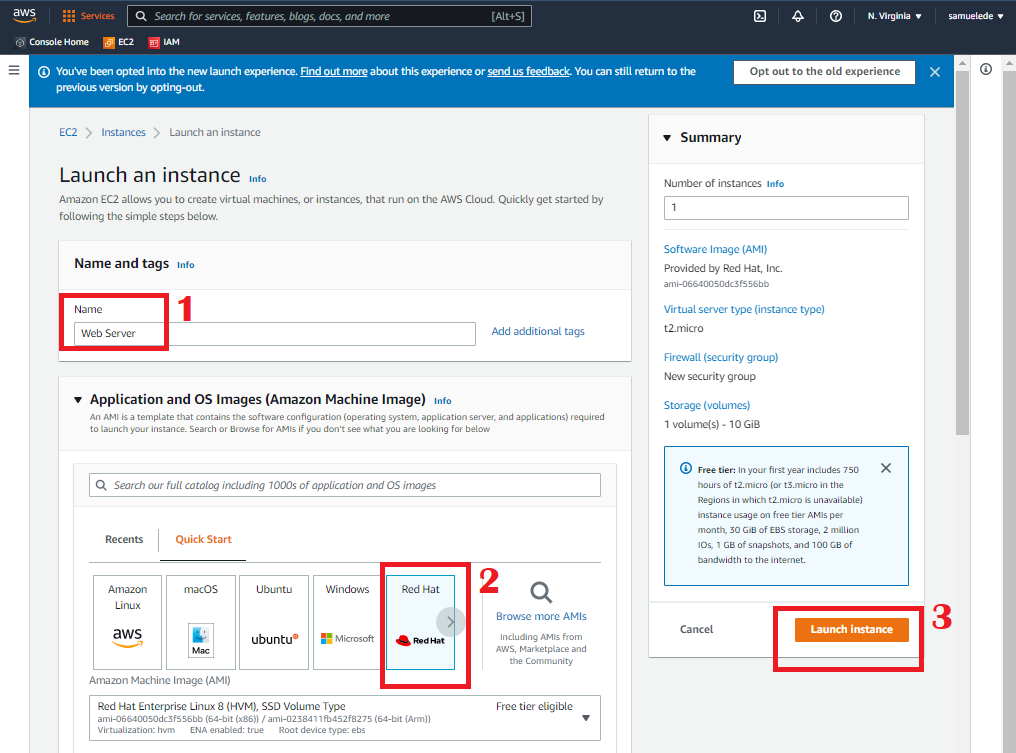 aws
Services
Search for services, features, blogs, docs, and more
[Alt+S]
N. Virginia
samuelede
Console Home
EC2
IAM
You've been opted into the new launch experience. Find out more about this experience or send us feedback. You can still return to the
previous version by opting-out.
Opt out to the old experience
EC2
Instances
Launch an instance
Launch an instance Info
Amazon EC2 allows you to create virtual machines, or instances, that run on the AWS Cloud. Quickly get started by
following the simple steps below.
Name and tags Info
1
Name
Web Server
Add additional tags
Application and OS Images (Amazon Machine Image) Info
An AMI is a template that contains the software configuration (operating system, application server, and applications) required
to launch your instance. Search or Browse for AMIs if you don't see what you are looking for below
Search our full catalog including 1000s of application and OS images
Recents
Quick Start
Amazon
Linux
aws
macOS
Mac
Ubuntu
ubuntu
Windows
Microsoft
Red Hat
Red Hat
2
Browse more AMIs
Including AMIs from
AWS, Marketplace and
the Community
Amazon Machine Image (AMI)
Red Hat Enterprise Linux 8 (HVM), SSD Volume Type
Free tier eligible
ami-06640050dc3f556bb (64-bit (x86)) / ami-0238411fb452f8275 (64-bit (Arm))
Virtualization: hvm ENA enabled: true Root device type: ebs
Summary
Number of instances Info
1
Software Image (AMI)
Provided by Red Hat, Inc.
ami-06640050dc3f556bb
Virtual server type (instance type)
t2.micro
Firewall (security group)
New security group
Storage (volumes)
1 volume(s) - 10 GiB
Free tier: In your first year includes 750
hours of t2.micro (or t3.micro in the
Regions in which t2.micro is unavailable)
instance usage on free tier AMIs per
month, 30 GiB of EBS storage, 2 million
IOs, 1 GB of snapshots, and 100 GB of
bandwidth to the internet.
Cancel
Launch instance
3